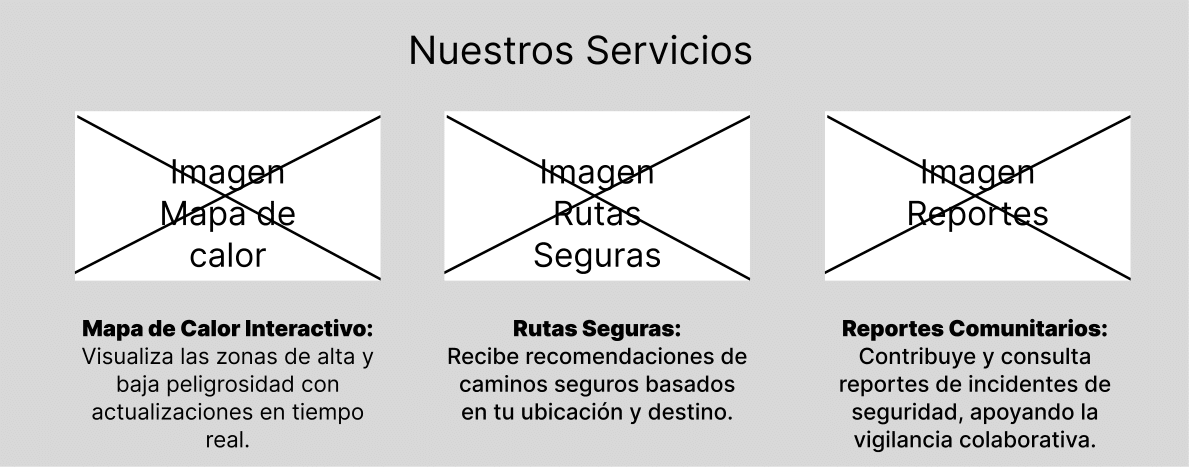 Nuestros Servicios
Imagen
Mapa de
calor
Imagen
Rutas
Seguras
Imagen
Reportes
Mapa de Calor Interactivo:
Visualiza las zonas de alta y
baja peligrosidad con
actualizaciones en tiempo
real.
Rutas Seguras:
Recibe recomendaciones de
caminos seguros basados
en tu ubicación y destino.
Reportes Comunitarios:
Contribuye y consulta
reportes de incidentes de
seguridad, apoyando la
vigilancia colaborativa.